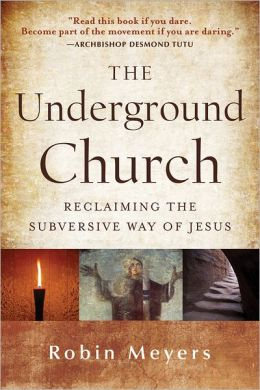 "Read this book if you dare.
Become part of the movement if you are daring."
—ARCHBISHOP DESMOND TUTU
THE
Underground
Church
RECLAIMING THE
SUBVERSIVE WAY OF JESUS
Robin Meyers